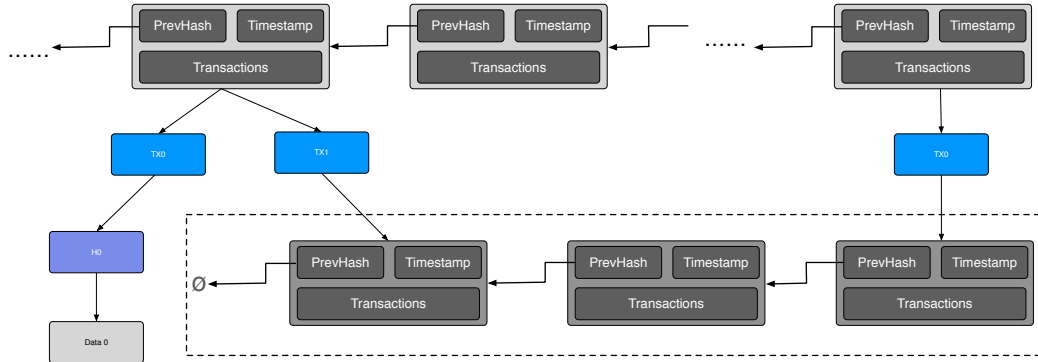 PrevHash Timestamp PrevHash Timestamp PrevHash Timestamp
...... ......
Transactions Transactions Transactions
TX0 TX1 TX0
H0
PrevHash Timestamp PrevHash Timestamp PrevHash Timestamp
Ø
Transactions Transactions Transactions
Data 0